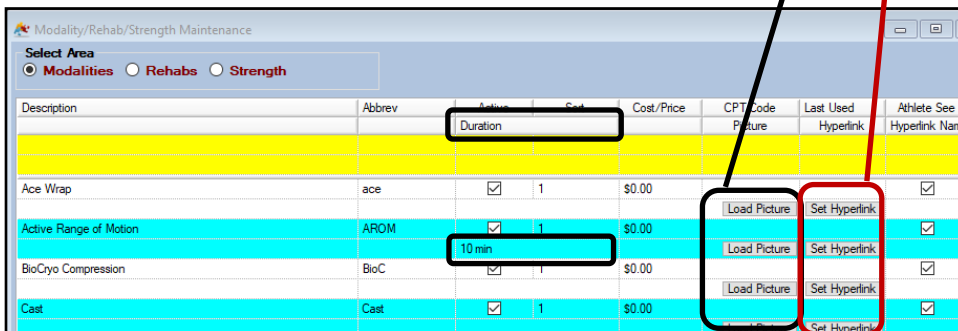 Modality/Rehab/Strength Maintenance
Select Area
Modalities Rehabs Strength
Description Abbrev Active Sort Cost/Price CPT Code Last Used Athlete See
Duration Picture Hyperlink Hyperlink Nam
Ace Wrap ace 1 $0.00
Load Picture Set Hyperlink
Active Range of Motion AROM 1 $0.00
10 min Load Picture Set Hyperlink
BioCryo Compression BioC 1 $0.00
Load Picture Set Hyperlink
Cast Cast 1 $0.00
Load Picture Set Hyperlink